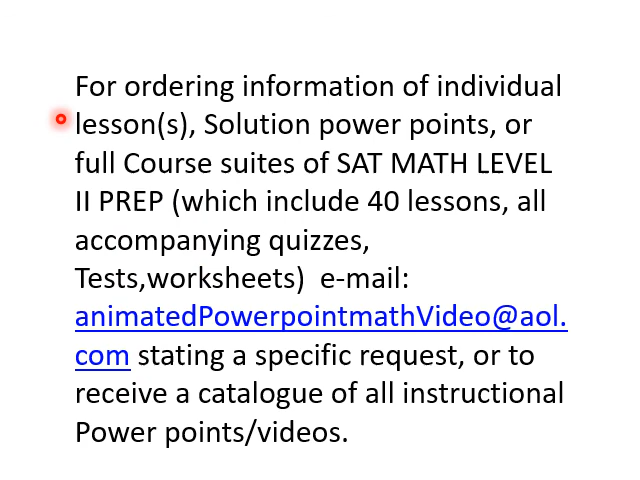 For ordering information of individual
lesson(s), Solution power points, or
full Course suites of SAT MATH LEVEL
II PREP (which include 40 lessons, all
accompanying quizzes,
Tests,worksheets)  e-mail:
animatedPowerpointmathVideo@aol.
com stating a specific request, or to
receive a catalogue of all instructional
Power points/videos.